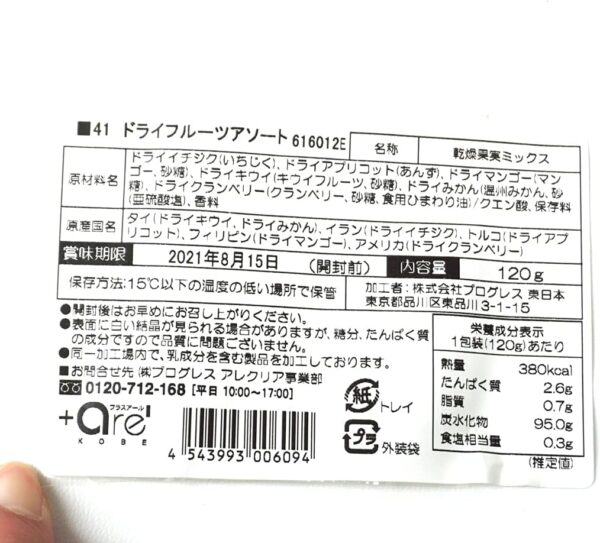 ■41 ドライフルーツアソート 616012E
名称 乾燥果実ミックス
原材料名 ドライイチジク(いちじく)、ドライアプリコット(あんず)、ドライマンゴー(マンゴー、砂糖)、ドライキウイ(キウイフルーツ、砂糖)、ドライみかん(温州みかん、砂糖)、ドライクランベリー(クランベリー、砂糖、食用ひまわり油)/クエン酸、保存料(亜硫酸塩)、香料
原産国名 タイ(ドライキウイ、ドライみかん)、イラン(ドライイチジク)、トルコ(ドライアプリコット)、フィリピン(ドライマンゴー)、アメリカ(ドライクランベリー)
賞味期限 2021年8月15日 (開封前) 内容量 120g
保存方法:15℃以下の湿度の低い場所で保管
加工者:株式会社プログレス 東日本
東京都品川区東品川3-1-15
●開封後はお早めにお召し上がりください。
●表面に白い結晶が見られる場合がありますが、糖分、たんぱく質
の成分ですので品質に問題ありません。
●同一加工場内で、乳成分を含む製品を加工しております。
■お問合せ先 ㈱プログレス アレクリア事業部
0120-712-168 [平日 10:00~17:00]
栄養成分表示
1包装(120g)あたり
熱量 380kcal
たんぱく質 2.6g
脂質 0.7g
炭水化物 95.0g
食塩相当量 0.3g
(推定値)
プラスアール
+are
KOBE
4 543993 006094
紙 トレイ
プラ 外装袋